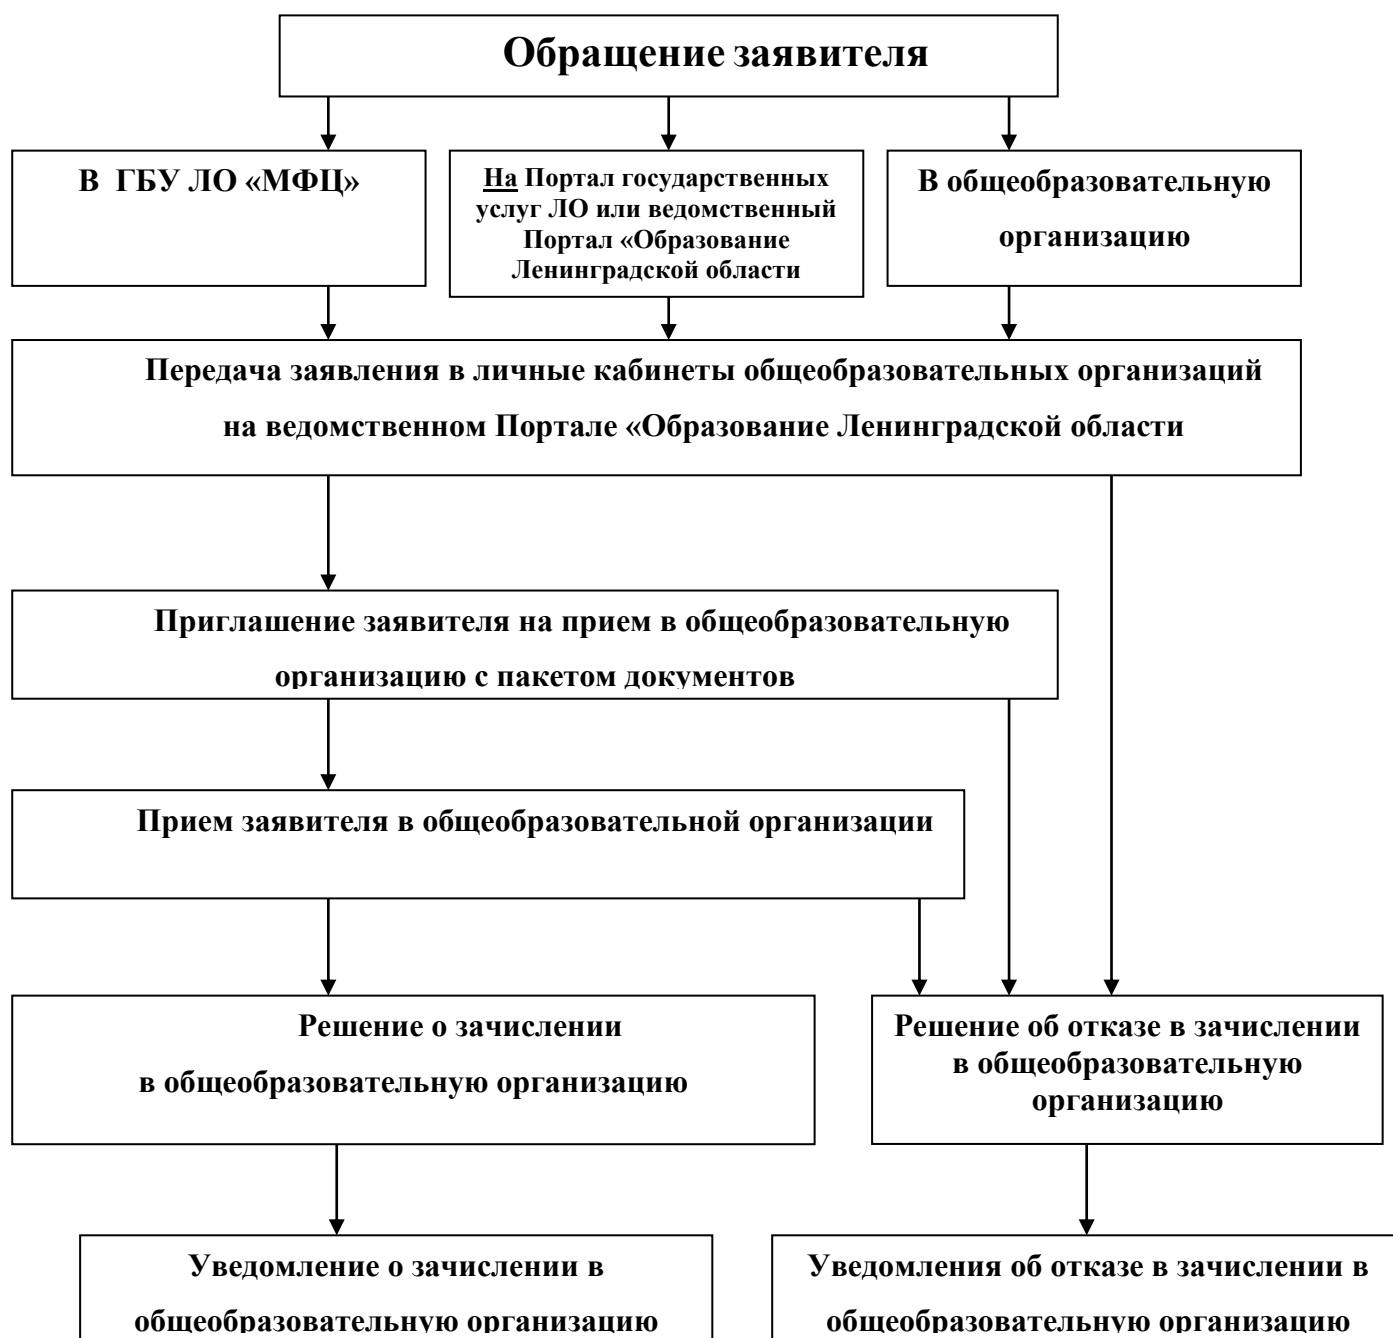 Обращение заявителя
В ГБУ ЛО «МФЦ»
На Портал государственных
услуг ЛО или ведомственный
Портал «Образование
Ленинградской области
В общеобразовательную
организацию
Передача заявления в личные кабинеты общеобразовательных организаций
на ведомственном Портале «Образование Ленинградской области
Приглашение заявителя на прием в общеобразовательную
организацию с пакетом документов
Прием заявителя в общеобразовательной организации
Решение о зачислении
в общеобразовательную организацию
Решение об отказе в зачислении
в общеобразовательную
организацию
Уведомление о зачислении в
общеобразовательную организацию
Уведомления об отказе в зачислении в
общеобразовательную организацию